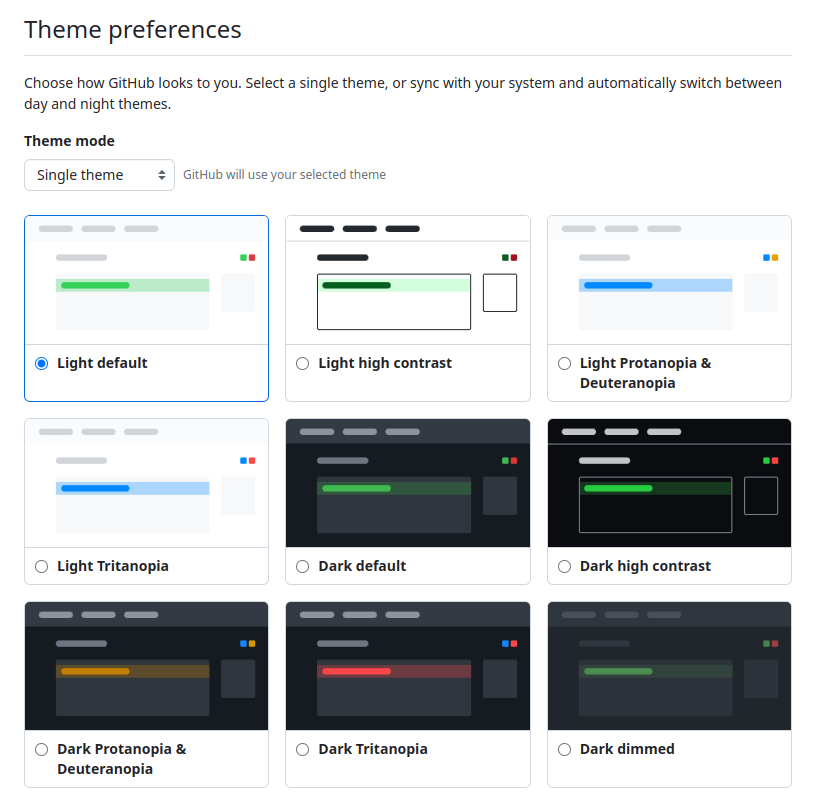 Theme preferences
Choose how GitHub looks to you. Select a single theme, or sync with your system and automatically switch between
day and night themes.
Theme mode
Single theme
GitHub will use your selected theme
Light default
Light high contrast
Light Protanopia &
Deuteranopia
Light Tritanopia
Dark default
Dark high contrast
Dark Protanopia &
Deuteranopia
Dark Tritanopia
Dark dimmed